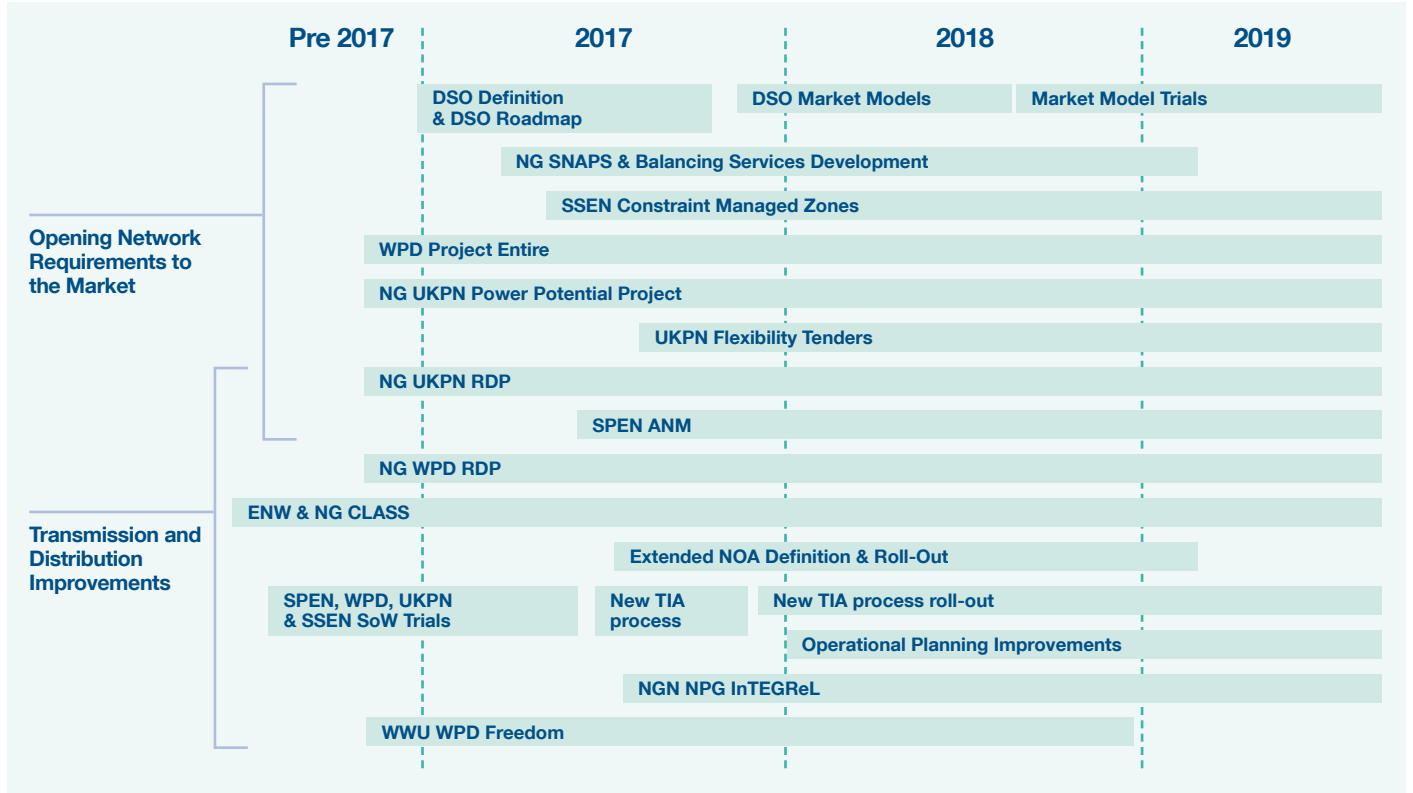 Pre 2017
2017
2018
2019
DSO Definition
& DSO Roadmap
DSO Market Models
Market Model Trials
NG SNAPS & Balancing Services Development
SSEN Constraint Managed Zones
Opening Network
Requirements to
the Market
WPD Project Entire
NG UKPN Power Potential Project
UKPN Flexibility Tenders
NG UKPN RDP
SPEN ANM
NG WPD RDP
ENW & NG CLASS
Transmission and
Distribution
Improvements
Extended NOA Definition & Roll-Out
SPEN, WPD, UKPN
& SSEN SoW Trials
New TIA
process
New TIA process roll-out
Operational Planning Improvements
NGN NPG InTEGReL
WWU WPD Freedom